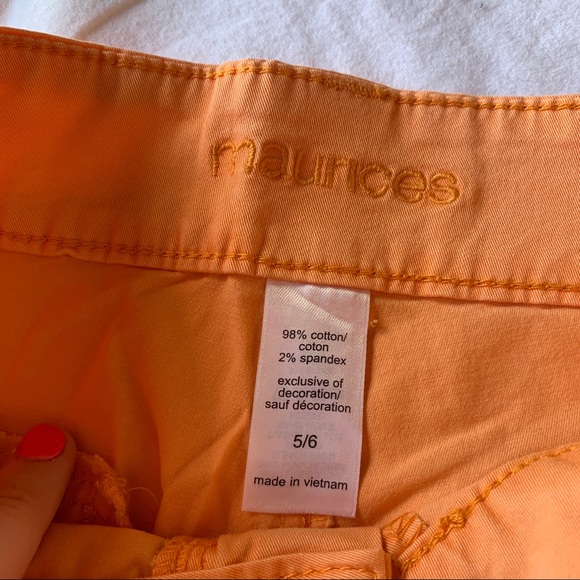 maurices
98% cotton/
coton
2% spandex
exclusive of
decoration/
sauf décoration
5/6
made in vietnam